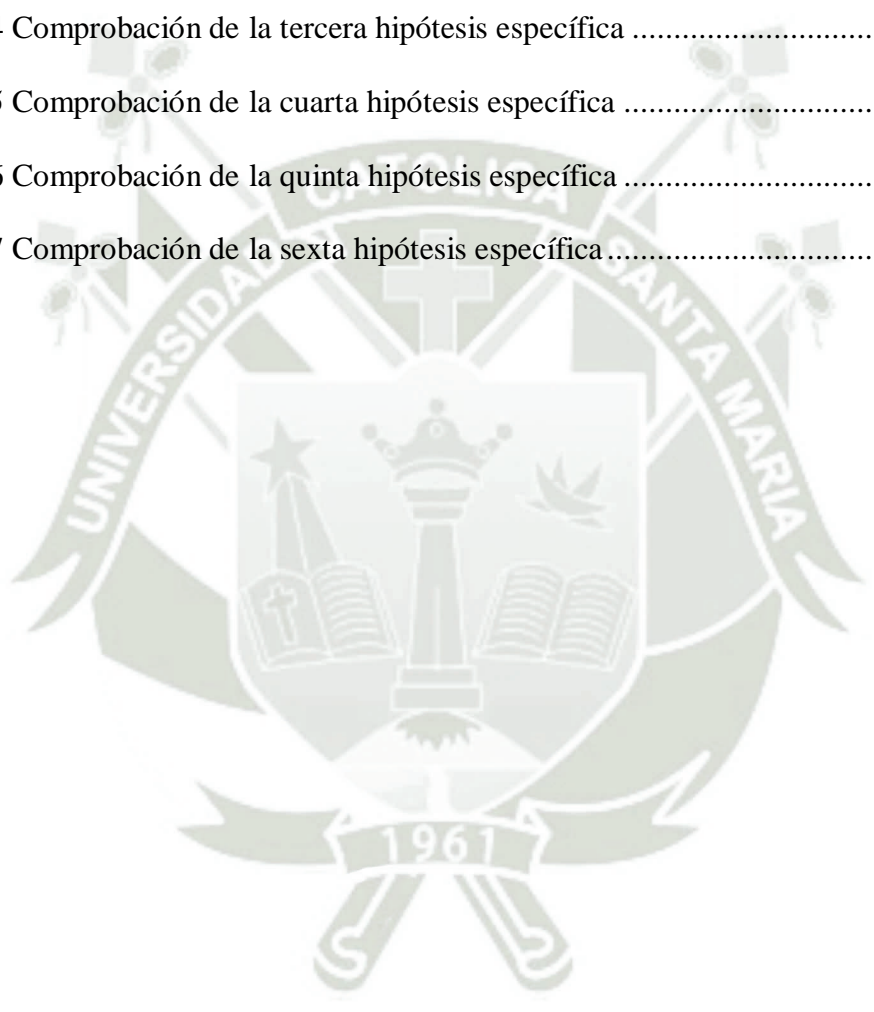 Comprobación de la tercera hipótesis específica .............................
5 Comprobación de la cuarta hipótesis específica ..............................
6 Comprobación de la quinta hipótesis específica ..............................
7 Comprobación de la sexta hipótesis específica ................................
UNIVERSIDAD CATOLICA SANTA MARIA
1961